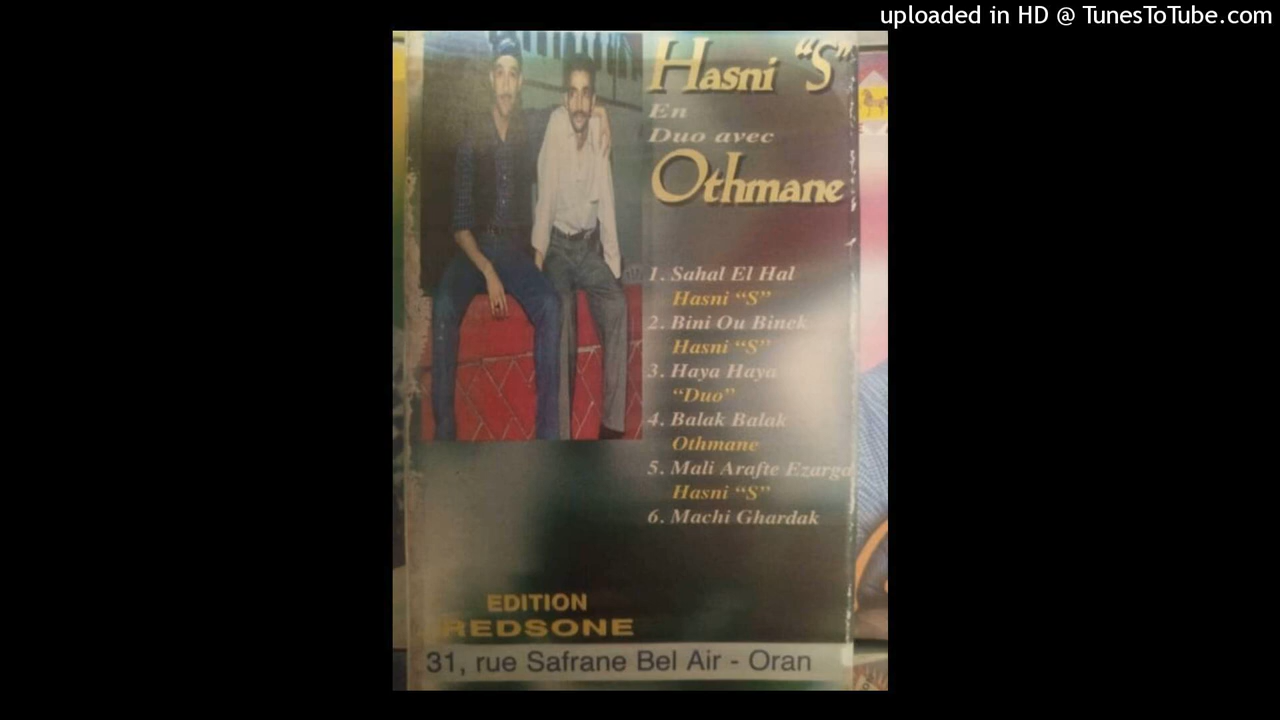 uploaded in HD @ TunesToTube.com
Hasni “S”
En
Duo avec
Othmane
1. Sahal El Hal
Hasni “S”
2. Bini Ou Binek
Hasni “S”
3. Haya Haya
“Duo”
4. Balak Balak
Othmane
5. Mali Arafte Ezarga
Hasni “S”
6. Machi Ghardak
EDITION
REDSONE
31, rue Safrane Bel Air - Oran